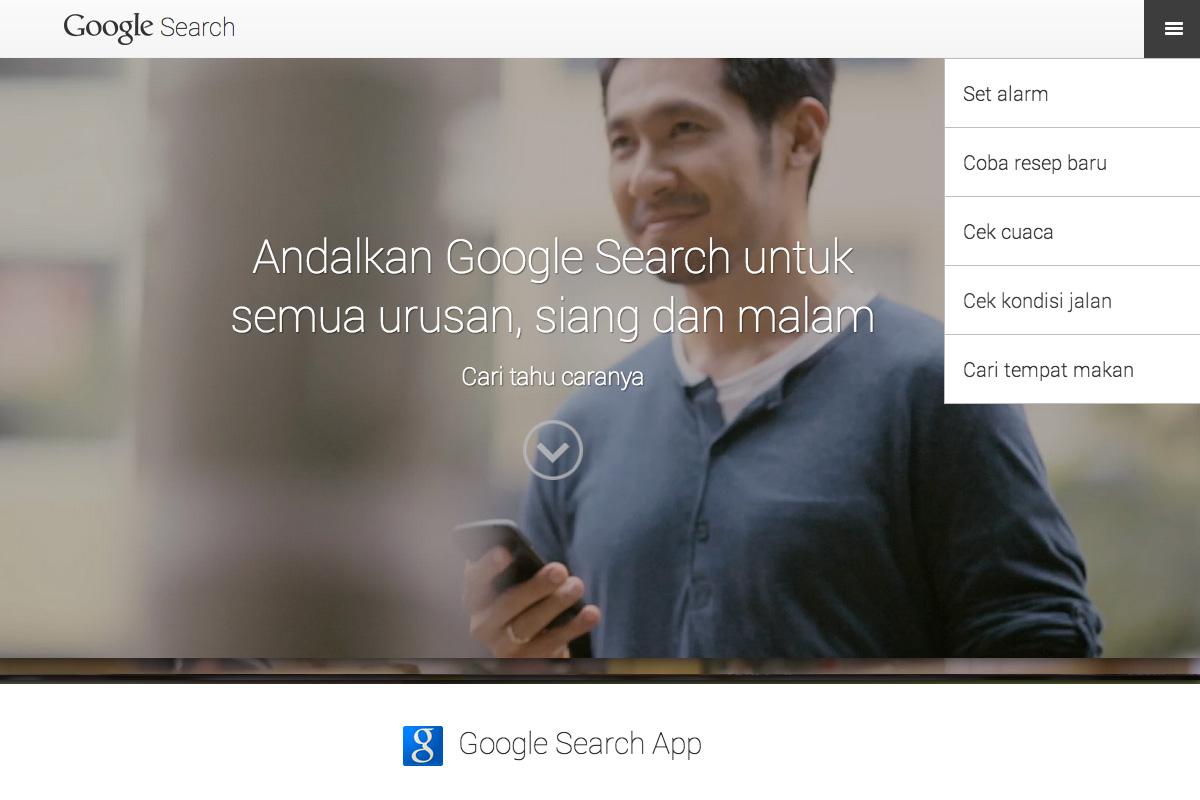 Google Search
Set alarm
Coba resep baru
Cek cuaca
Cek kondisi jalan
Cari tempat makan
Andalkan Google Search untuk
semua urusan, siang dan malam
Cari tahu caranya
g Google Search App